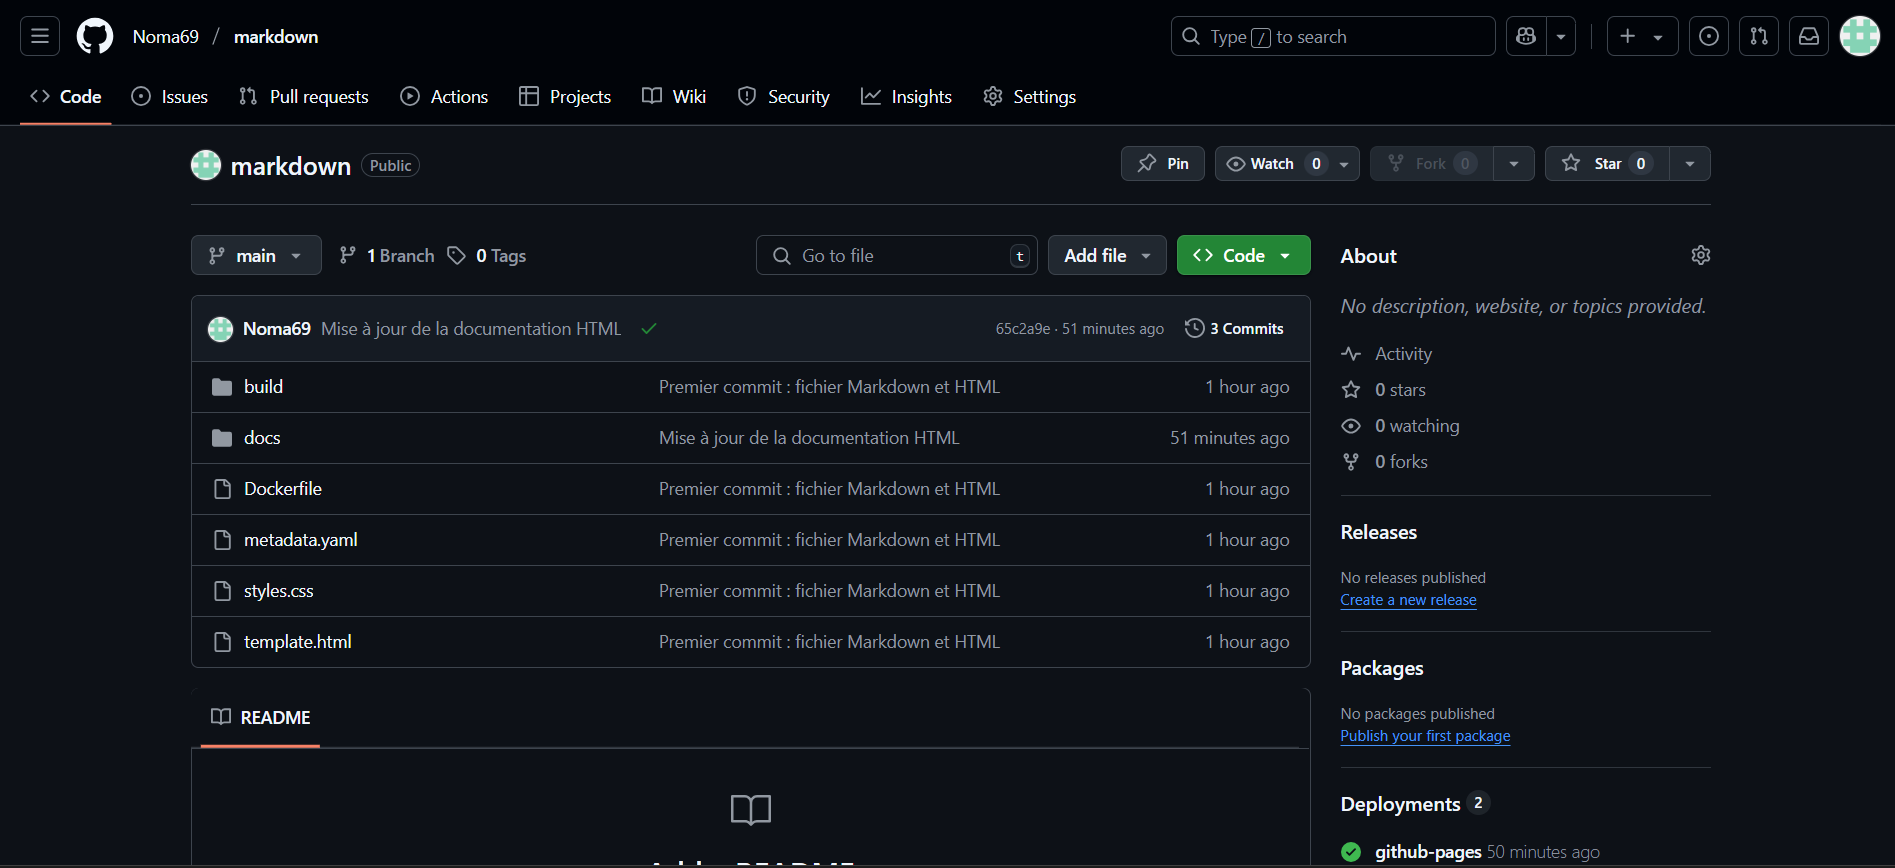 Noma69 / markdown
Type / to search
Code Issues Pull requests Actions Projects Wiki Security Insights Settings
markdown Public
Pin Watch 0 Fork 0 Star 0
main 1 Branch 0 Tags Go to file t Add file Code
Noma69 Mise à jour de la documentation HTML 65c2a9e · 51 minutes ago 3 Commits
build Premier commit : fichier Markdown et HTML 1 hour ago
docs Mise à jour de la documentation HTML 51 minutes ago
Dockerfile Premier commit : fichier Markdown et HTML 1 hour ago
metadata.yaml Premier commit : fichier Markdown et HTML 1 hour ago
styles.css Premier commit : fichier Markdown et HTML 1 hour ago
template.html Premier commit : fichier Markdown et HTML 1 hour ago
README
About
No description, website, or topics provided.
Activity
0 stars
0 watching
0 forks
Releases
No releases published
Create a new release
Packages
No packages published
Publish your first package
Deployments 2
github-pages 50 minutes ago